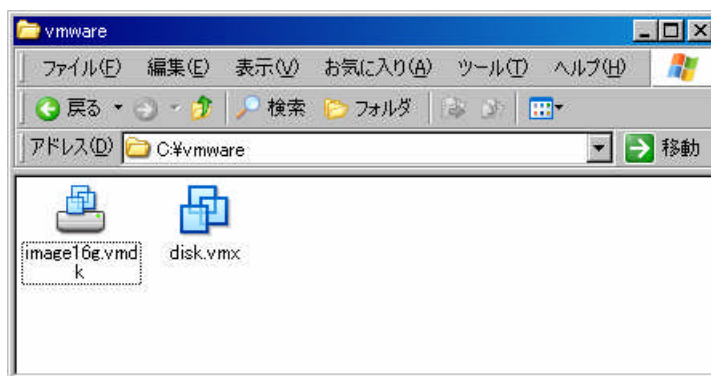 vmware
ファイル(F) 編集(E) 表示(V) お気に入り(A) ツール(T) ヘルプ(H)
戻る 検索 フォルダ
アドレス(D) C:¥vmware 移動
image16g.vmd
k
disk.vmx